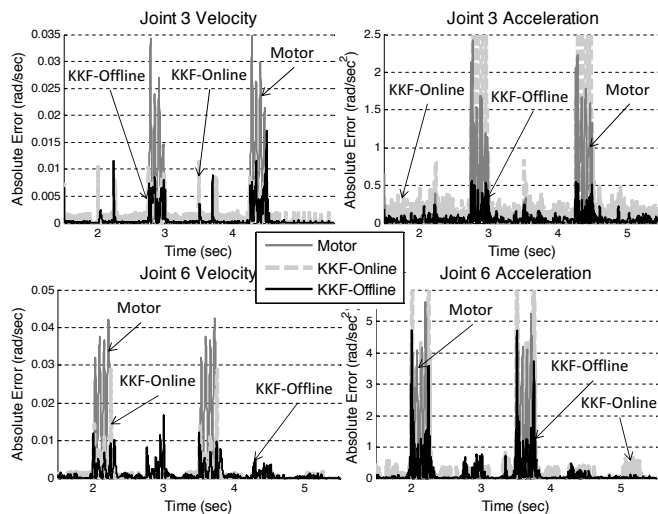 Joint 3 Velocity
Absolute Error (rad/sec)
0.035
0.03
0.025
0.02
0.015
0.01
0.005
0
2
3
4
5
Time (sec)
KKF-Offline
KKF-Online
Motor
Joint 3 Acceleration
Absolute Error (rad/sec²)
2.5
2
1.5
1
0.5
0
2
3
4
5
Time (sec)
KKF-Online
KKF-Offline
Motor
Motor
KKF-Online
KKF-Offline
Joint 6 Velocity
Absolute Error (rad/sec)
0.05
0.04
0.03
0.02
0.01
0
2
3
4
5
Time (sec)
Motor
KKF-Online
KKF-Offline
Joint 6 Acceleration
Absolute Error (rad/sec²)
5
4
3
2
1
0
2
3
4
5
Time (sec)
Motor
KKF-Offline
KKF-Online